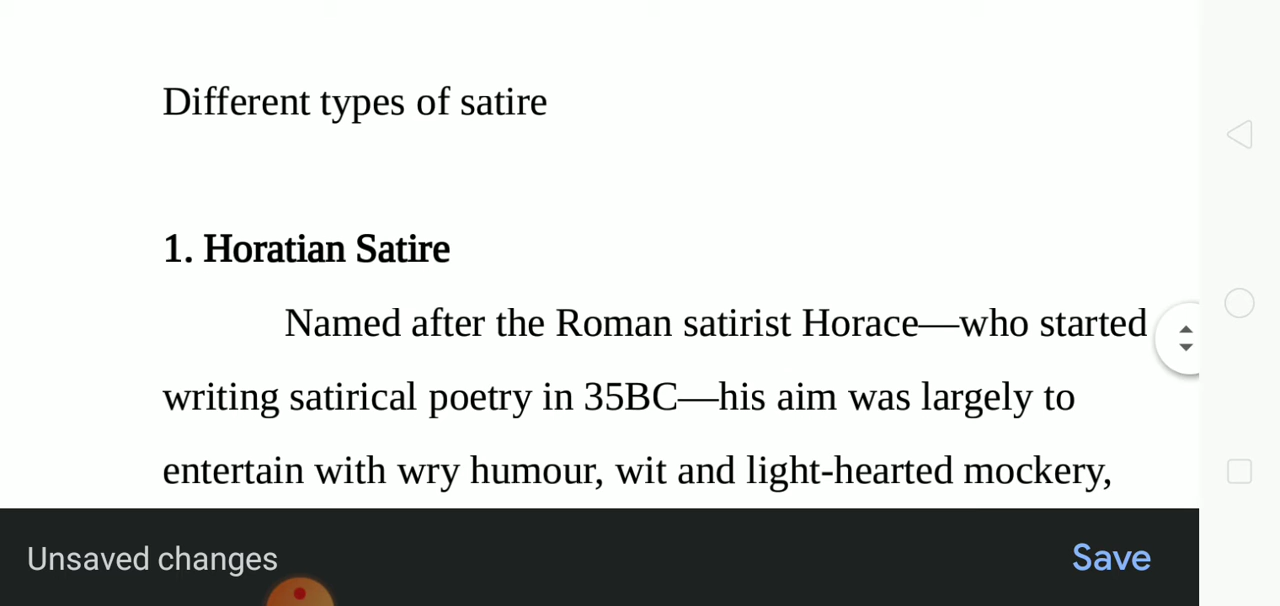 Different types of satire
1. Horatian Satire
Named after the Roman satirist Horace—who started
writing satirical poetry in 35BC—his aim was largely to
entertain with wry humour, wit and light-hearted mockery,
Unsaved changes
Save